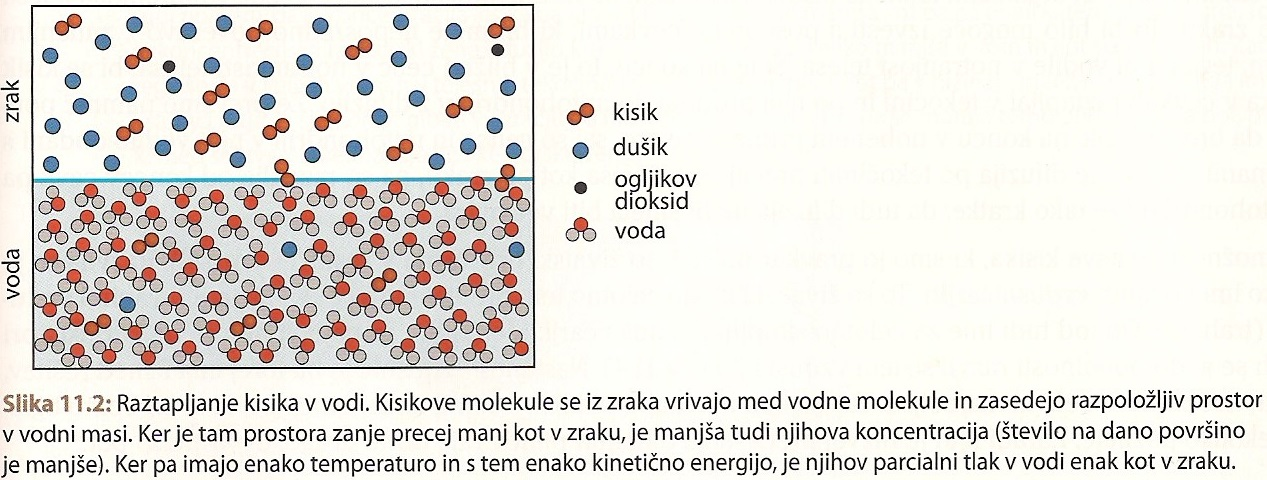 zrak
voda
kisik
dušik
ogljikov
dioksid
voda
Slika 11.2: Raztapljanje kisika v vodi. Kisikove molekule se iz zraka vrivajo med vodne molekule in zasedejo razpoložljiv prostor
v vodni masi. Ker je tam prostora zanje precej manj kot v zraku, je manjša tudi njihova koncentracija (število na dano površino
je manjše). Ker pa imajo enako temperaturo in s tem enako kinetično energijo, je njihov parcialni tlak v vodi enak kot v zraku.